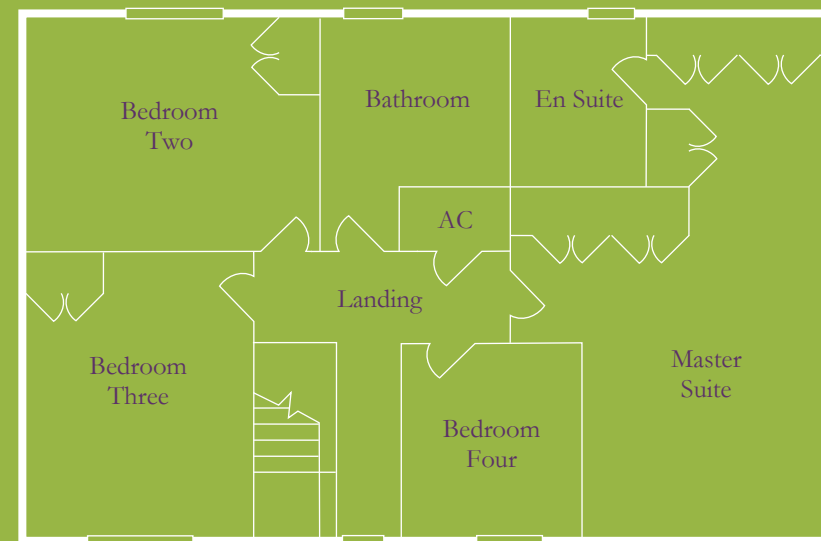 Bedroom
Two
Bathroom
En Suite
AC
Landing
Bedroom
Three
Master
Suite
Bedroom
Four